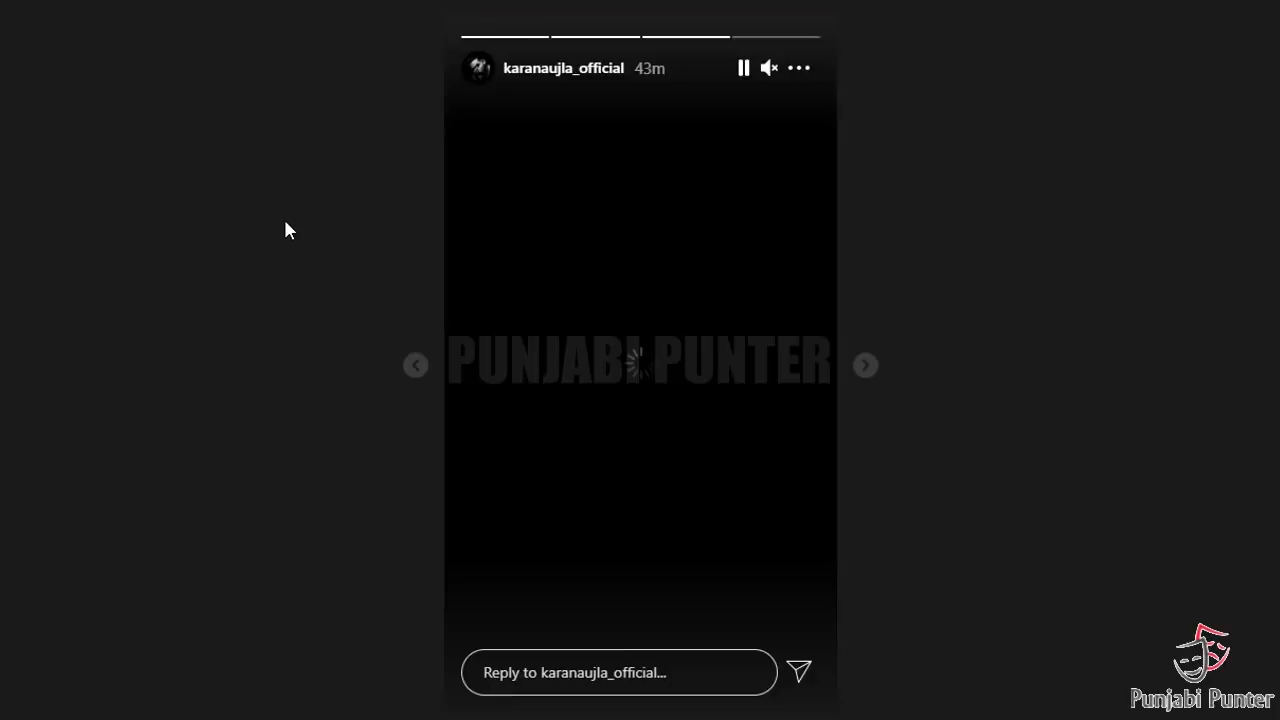 karanaujla_official 43m
PUNJABI PUNTER
Reply to karanaujla_official...
Punjabi Punter